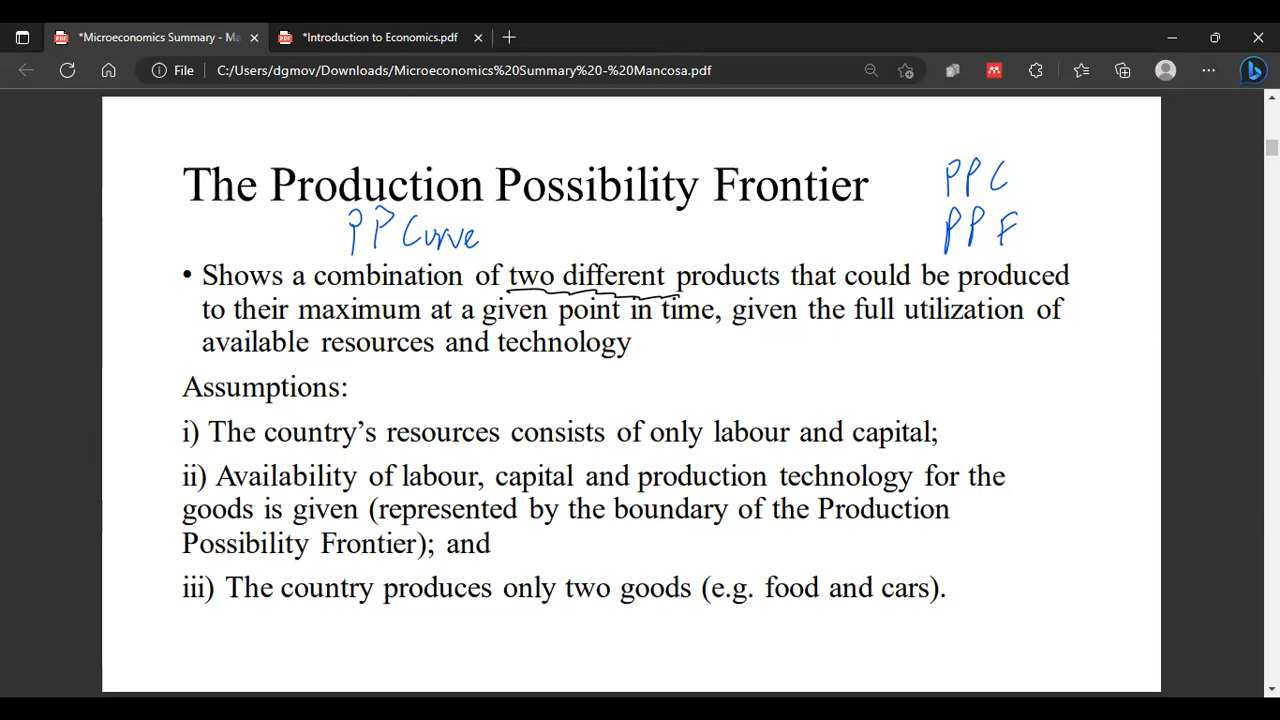 *Microeconomics Summary - Ma
*Introduction to Economics.pdf
File C:/Users/dgmov/Downloads/Microeconomics%20Summary%20-%20Mancosa.pdf
The Production Possibility Frontier
PPC
PP Curve
PPF
• Shows a combination of two different products that could be produced
to their maximum at a given point in time, given the full utilization of
available resources and technology
Assumptions:
i) The country’s resources consists of only labour and capital;
ii) Availability of labour, capital and production technology for the
goods is given (represented by the boundary of the Production
Possibility Frontier); and
iii) The country produces only two goods (e.g. food and cars).